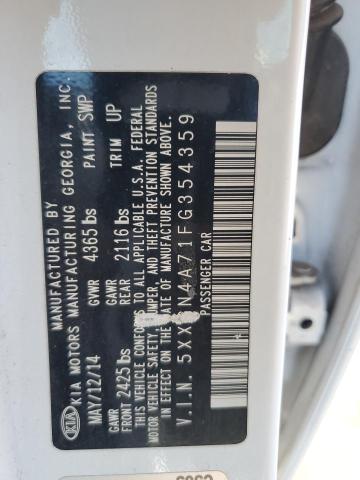 MANUFACTURED BY
KIA KIA MOTORS MANUFACTURING GEORGIA, INC.
MAY/12/14 GVWR 4365 lbs PAINT SWP
GAWR FRONT 2425 lbs GAWR REAR 2116 lbs TRIM UP
THIS VEHICLE CONFORMS TO ALL APPLICABLE U.S.A. FEDERAL
MOTOR VEHICLE SAFETY, BUMPER, AND THEFT PREVENTION STANDARDS
IN EFFECT ON THE DATE OF MANUFACTURE SHOWN ABOVE.
V.I.N. 5XX N4A71FG354359
PASSENGER CAR